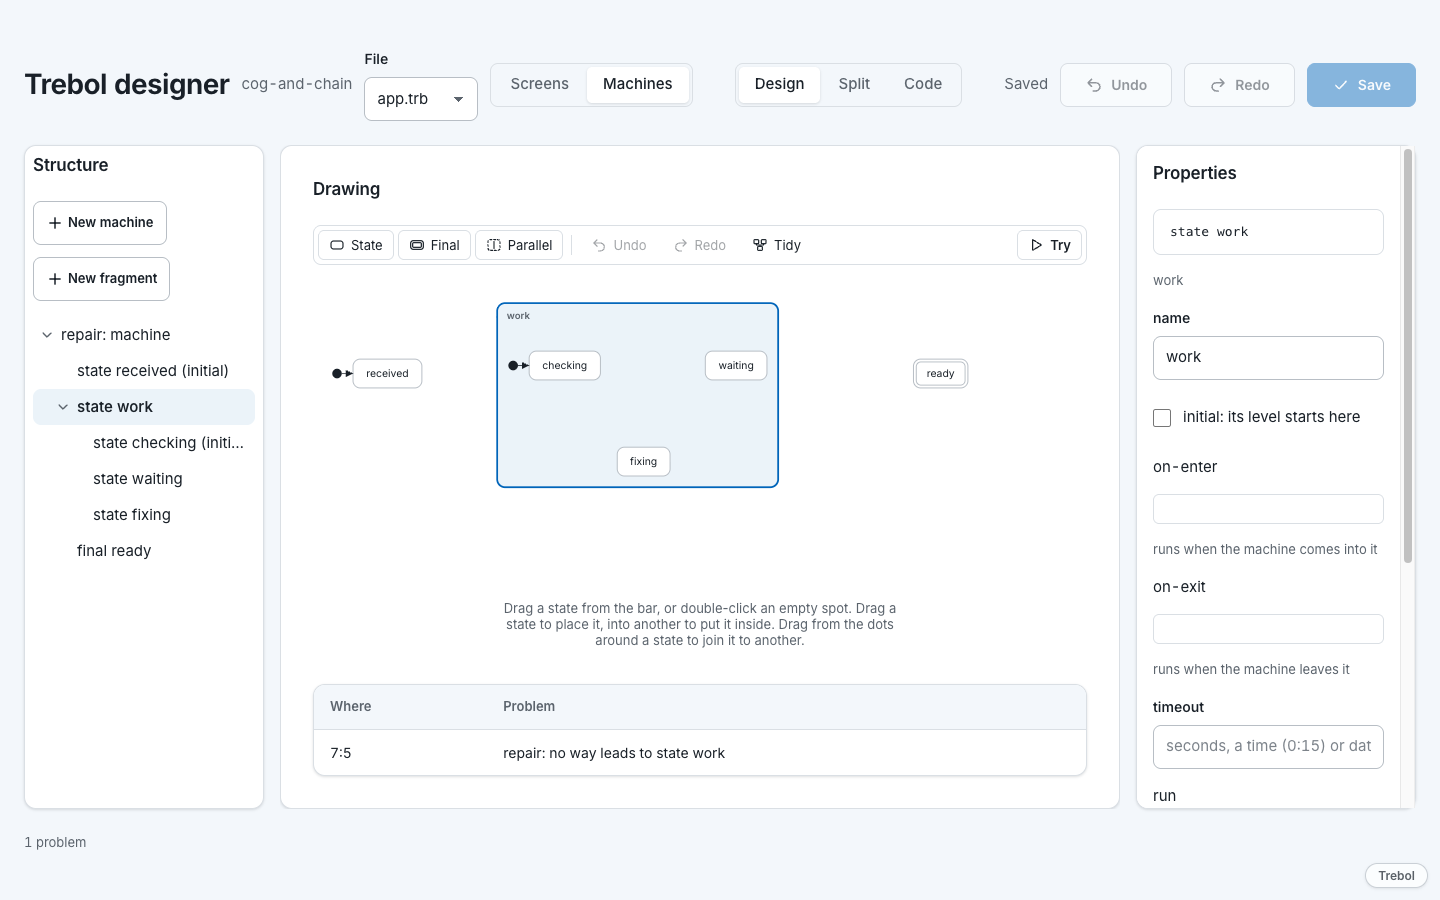 Trebol designer
cog-and-chain
File
app.trb
Screens
Machines
Design
Split
Code
Saved
Undo
Redo
Save
Structure
New machine
New fragment
repair: machine
state received (initial)
state work
state checking (initi...
state waiting
state fixing
final ready
Drawing
State
Final
Parallel
Undo
Redo
Tidy
Try
work
received
checking
waiting
ready
fixing
Drag a state from the bar, or double-click an empty spot. Drag a
state to place it, into another to put it inside. Drag from the dots
around a state to join it to another.
Where
Problem
7:5
repair: no way leads to state work
Properties
state work
work
name
work
initial: its level starts here
on-enter
runs when the machine comes into it
on-exit
runs when the machine leaves it
timeout
seconds, a time (0:15) or dat
run
1 problem
Trebol